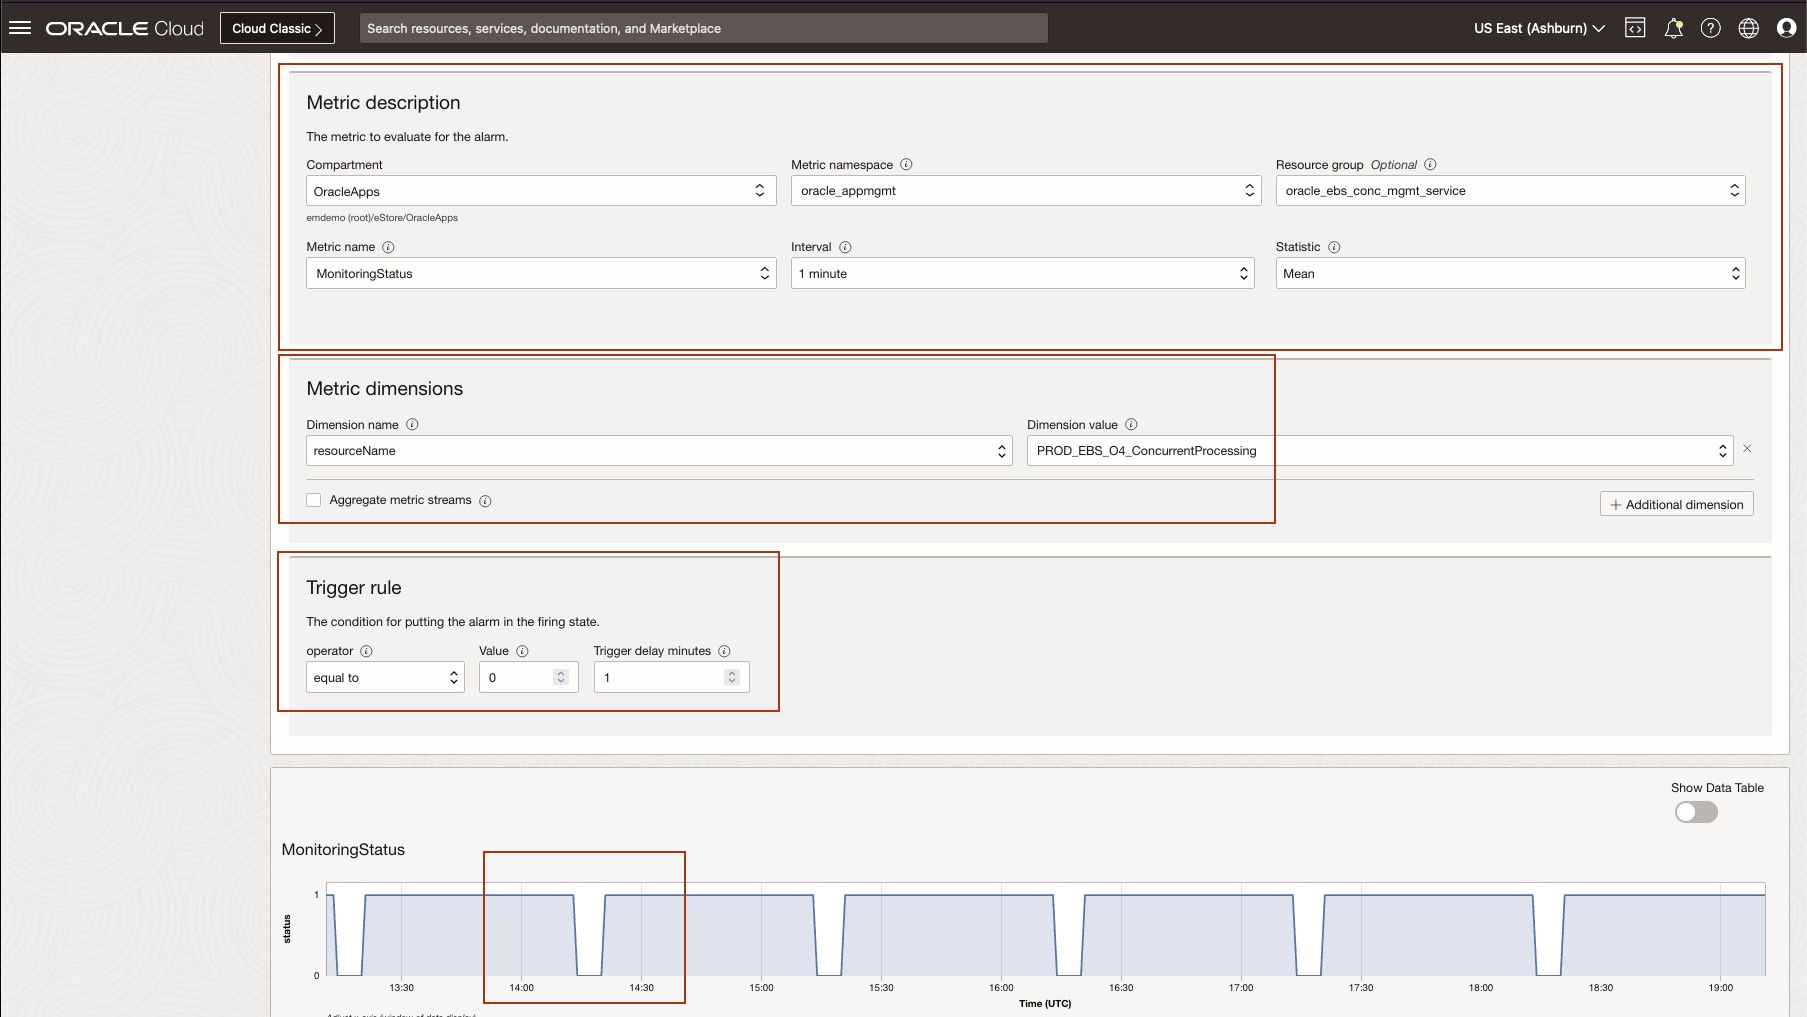 ORACLE Cloud Cloud Classic Search resources, services, documentation, and Marketplace US East (Ashburn)
Metric description
The metric to evaluate for the alarm.
Compartment Metric namespace Resource group Optional
OracleApps oracle_appmgmt oracle_ebs_conc_mgmt_service
emdemo (root)/eStore/OracleApps
Metric name Interval Statistic
MonitoringStatus 1 minute Mean
Metric dimensions
Dimension name Dimension value
resourceName PROD_EBS_O4_ConcurrentProcessing
Aggregate metric streams
Additional dimension
Trigger rule
The condition for putting the alarm in the firing state.
operator Value Trigger delay minutes
equal to 0 1
Show Data Table
MonitoringStatus
1
status
0
13:30 14:00 14:30 15:00 15:30 16:00 16:30 17:00 17:30 18:00 18:30 19:00
Time (UTC)